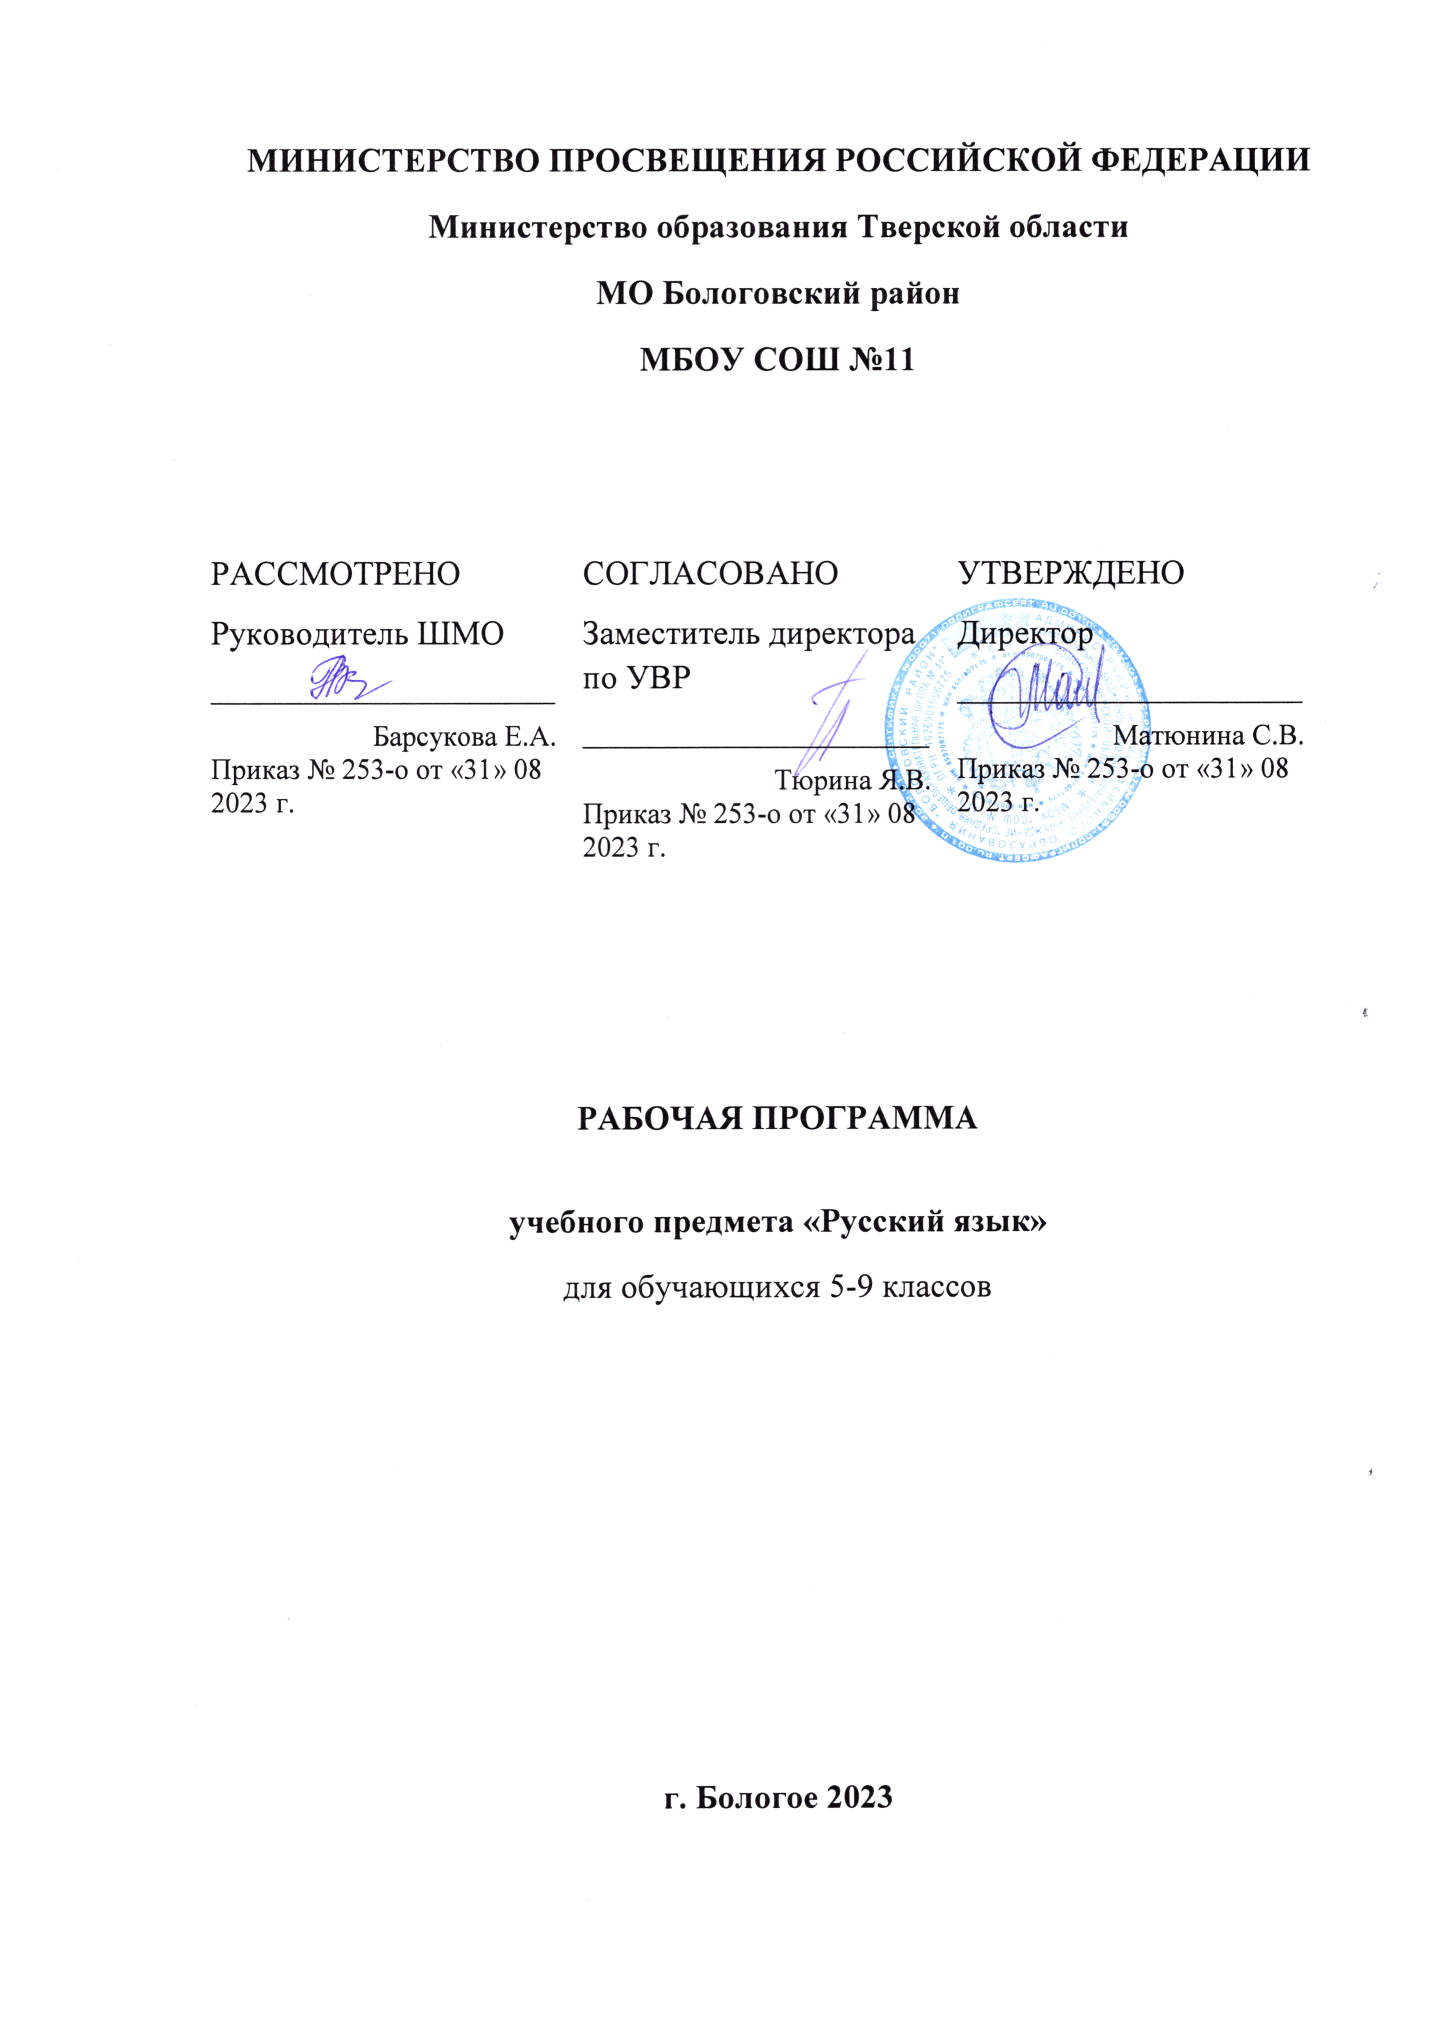 МИНИСТЕРСТВО ПРОСВЕЩЕНИЯ РОССИЙСКОЙ ФЕДЕРАЦИИ
Министерство образования Тверской области
МО Бологовский район
МБОУ СОШ №11
РАССМОТРЕНО
Руководитель ШМО
Барсукова Е.А.
Приказ № 253-о от «31» 08
2023 г.
СОГЛАСОВАНО
Заместитель директора
по УВР
Тюрина Я.В.
Приказ № 253-о от «31» 08
2023 г.
УТВЕРЖДЕНО
Директор
Матюнина С.В.
Приказ № 253-о от «31» 08
2023 г.
РАБОЧАЯ ПРОГРАММА
учебного предмета «Русский язык»
для обучающихся 5-9 классов
г. Бологое 2023